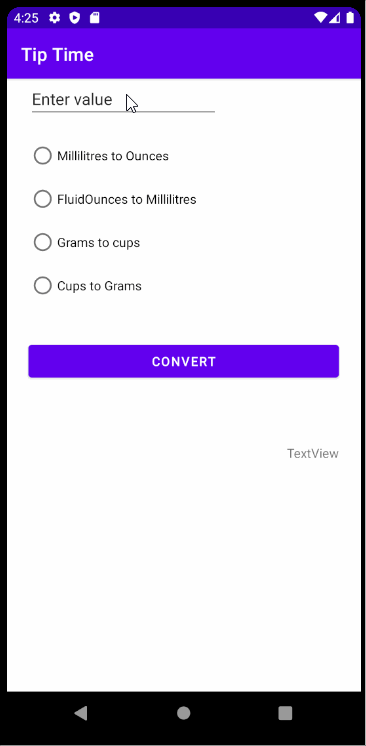 4:25
Tip Time
Enter value
Millilitres to Ounces
FluidOunces to Millilitres
Grams to cups
Cups to Grams
CONVERT
TextView